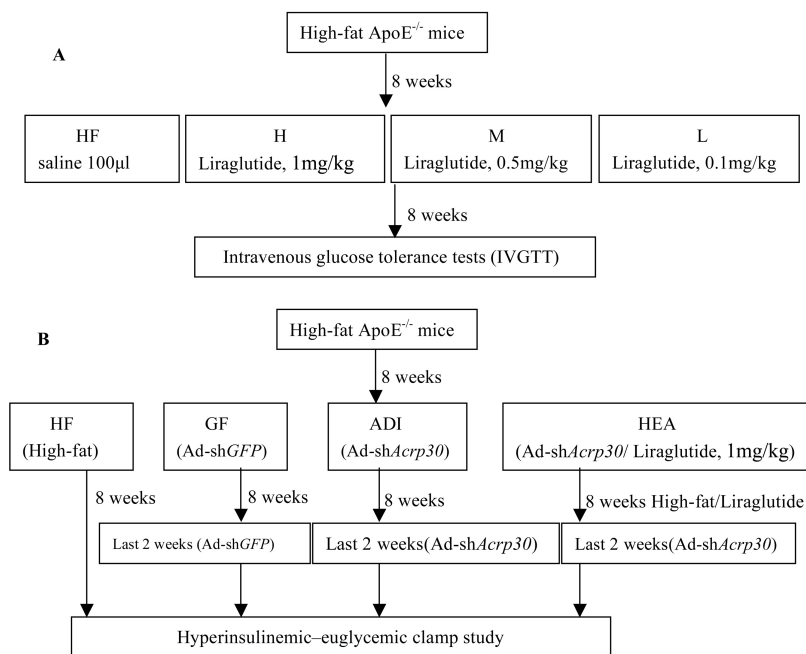 A
High-fat ApoE-/- mice
8 weeks
HF
saline 100μl
H
Liraglutide, 1mg/kg
M
Liraglutide, 0.5mg/kg
L
Liraglutide, 0.1mg/kg
8 weeks
Intravenous glucose tolerance tests (IVGTT)
B
High-fat ApoE-/- mice
8 weeks
HF
(High-fat)
GF
(Ad-shGFP)
ADI
(Ad-shAcrp30)
HEA
(Ad-shAcrp30/ Liraglutide, 1mg/kg)
8 weeks
8 weeks
8 weeks
8 weeks High-fat/Liraglutide
Last 2 weeks (Ad-shGFP)
Last 2 weeks(Ad-shAcrp30)
Last 2 weeks(Ad-shAcrp30)
Hyperinsulinemic–euglycemic clamp study